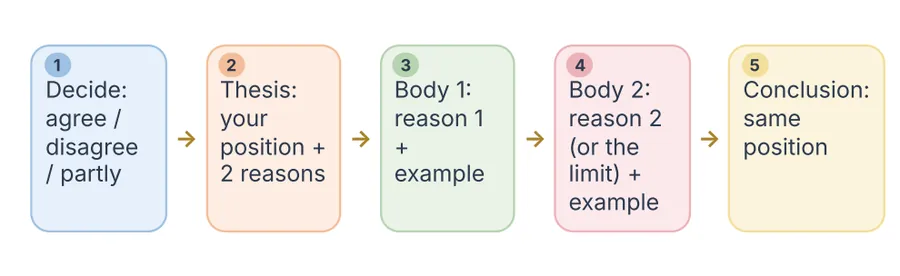 1
Decide:
agree /
disagree
/ partly
2
Thesis:
your
position +
2 reasons
3
Body 1:
reason 1
+
example
4
Body 2:
reason 2
(or the
limit) +
example
5
Conclusion:
same
position